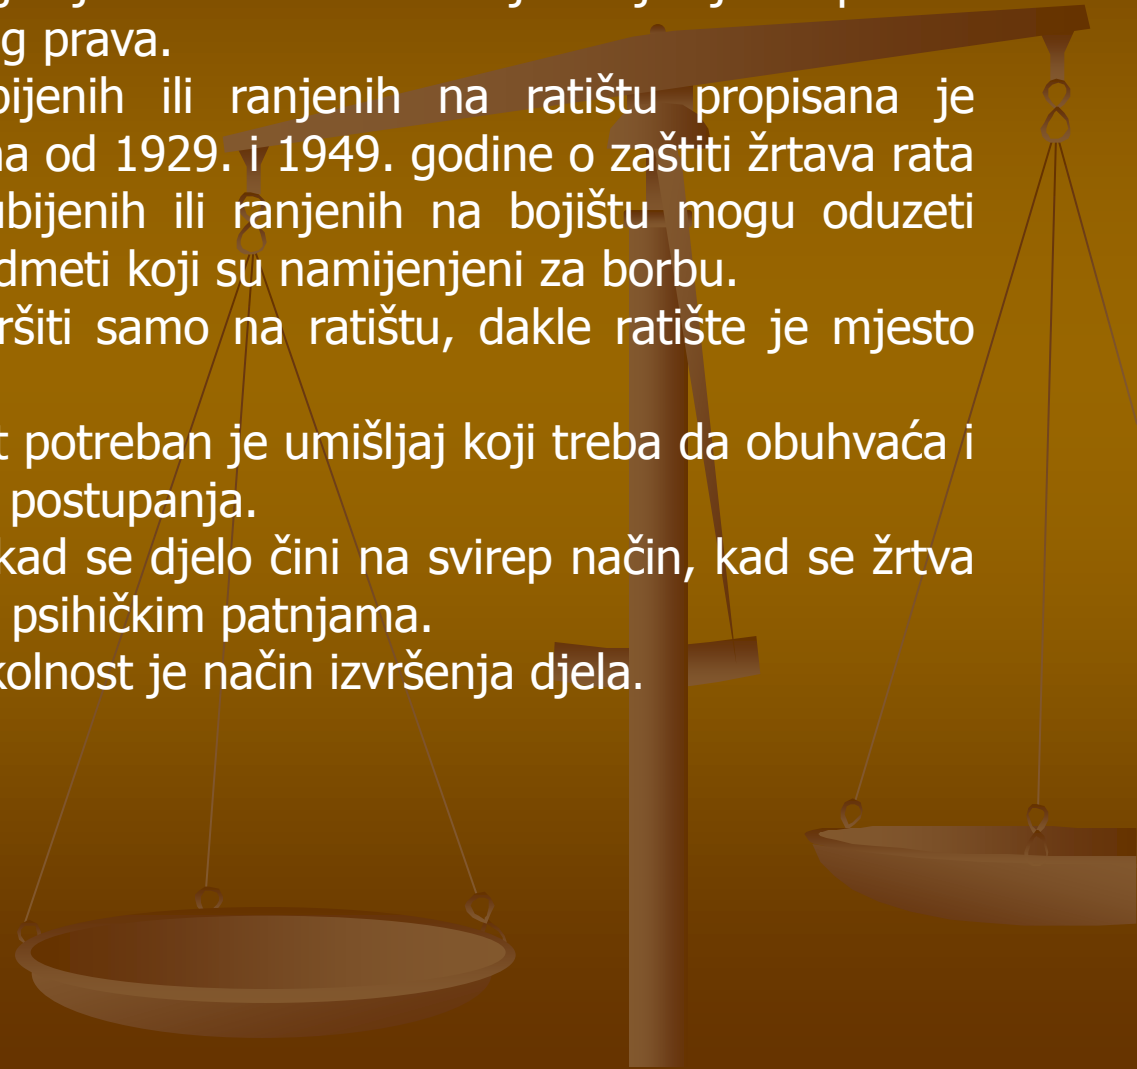 g prava.
bijenih ili ranjenih na ratištu propisana je
na od 1929. i 1949. godine o zaštiti žrtava rata
ubijenih ili ranjenih na bojištu mogu oduzeti
dmeti koji su namijenjeni za borbu.
ršiti samo na ratištu, dakle ratište je mjesto
t potreban je umišljaj koji treba da obuhvaća i
postupanja.
kad se djelo čini na svirep način, kad se žrtva
psihičkim patnjama.
kolnost je način izvršenja djela.